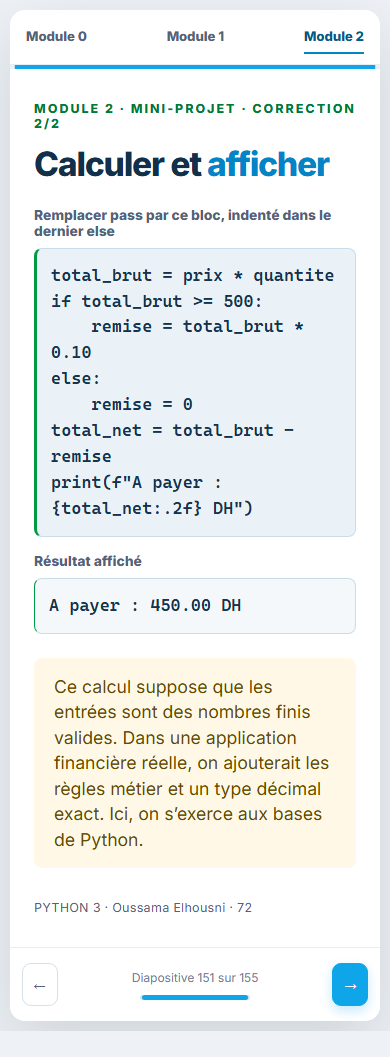 Module 0 Module 1 Module 2
MODULE 2 · MINI-PROJET · CORRECTION
2/2
Calculer et afficher
Remplacer pass par ce bloc, indenté dans le
dernier else
total_brut = prix * quantite
if total_brut >= 500:
    remise = total_brut *
0.10
else:
    remise = 0
total_net = total_brut -
remise
print(f"A payer :
{total_net:.2f} DH")
Résultat affiché
A payer : 450.00 DH
Ce calcul suppose que les
entrées sont des nombres finis
valides. Dans une application
financière réelle, on ajouterait les
règles métier et un type décimal
exact. Ici, on s’exerce aux bases
de Python.
PYTHON 3 · Oussama Elhousni · 72
← Diapositive 151 sur 155 →